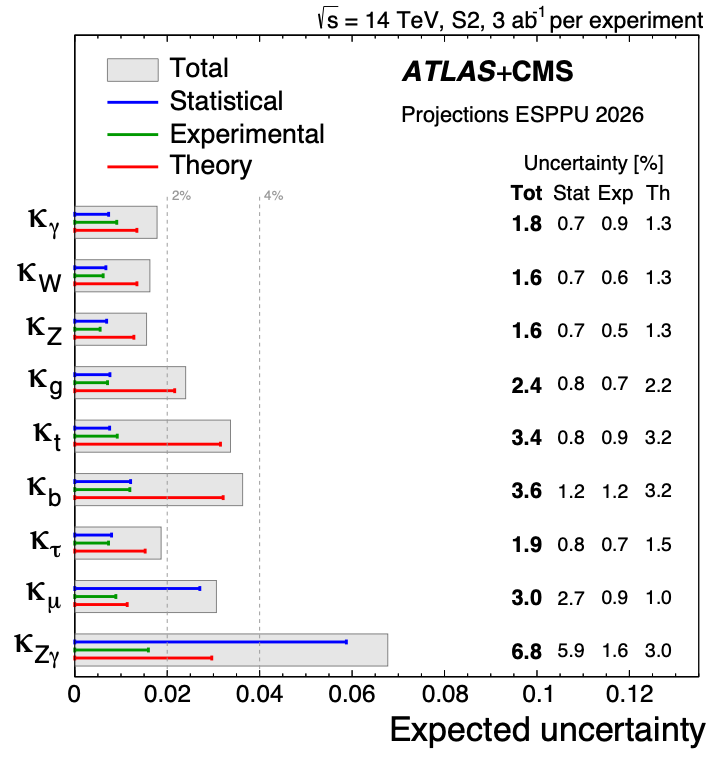 √s = 14 TeV, S2, 3 ab⁻¹ per experiment
Total
Statistical
Experimental
Theory
ATLAS+CMS
Projections ESPPU 2026
Uncertainty [%]
Tot Stat Exp Th
2% 4%
κγ 1.8 0.7 0.9 1.3
κW 1.6 0.7 0.6 1.3
κZ 1.6 0.7 0.5 1.3
κg 2.4 0.8 0.7 2.2
κt 3.4 0.8 0.9 3.2
κb 3.6 1.2 1.2 3.2
κτ 1.9 0.8 0.7 1.5
κμ 3.0 2.7 0.9 1.0
κZγ 6.8 5.9 1.6 3.0
0 0.02 0.04 0.06 0.08 0.1 0.12
Expected uncertainty